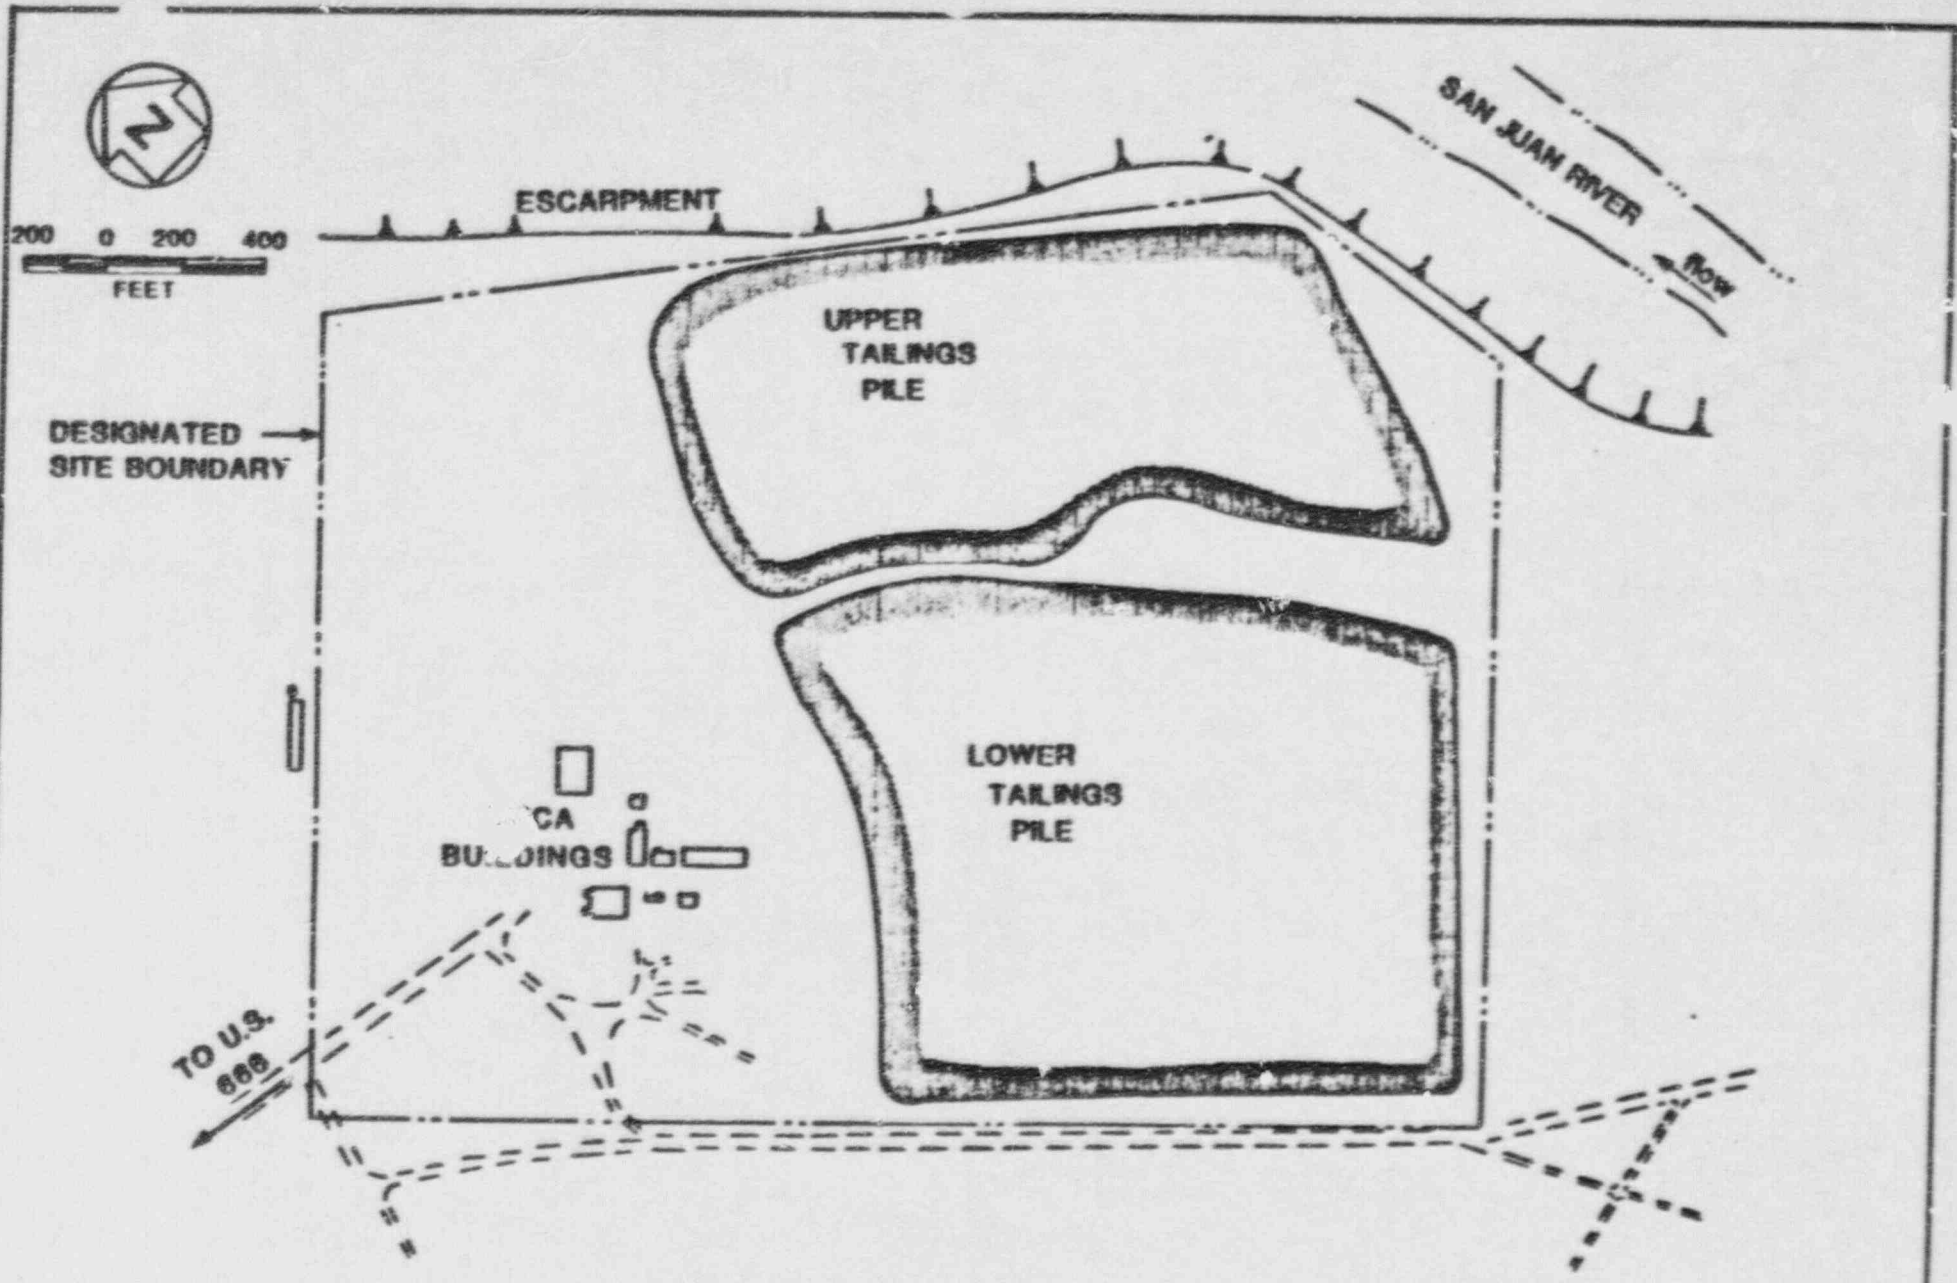 N
SAN JUAN RIVER
flow
ESCARPMENT
200 0 200 400
FEET
UPPER
TAILINGS
PILE
DESIGNATED
SITE BOUNDARY
LOWER
TAILINGS
PILE
CA
BUILDINGS
TO U.S.
666